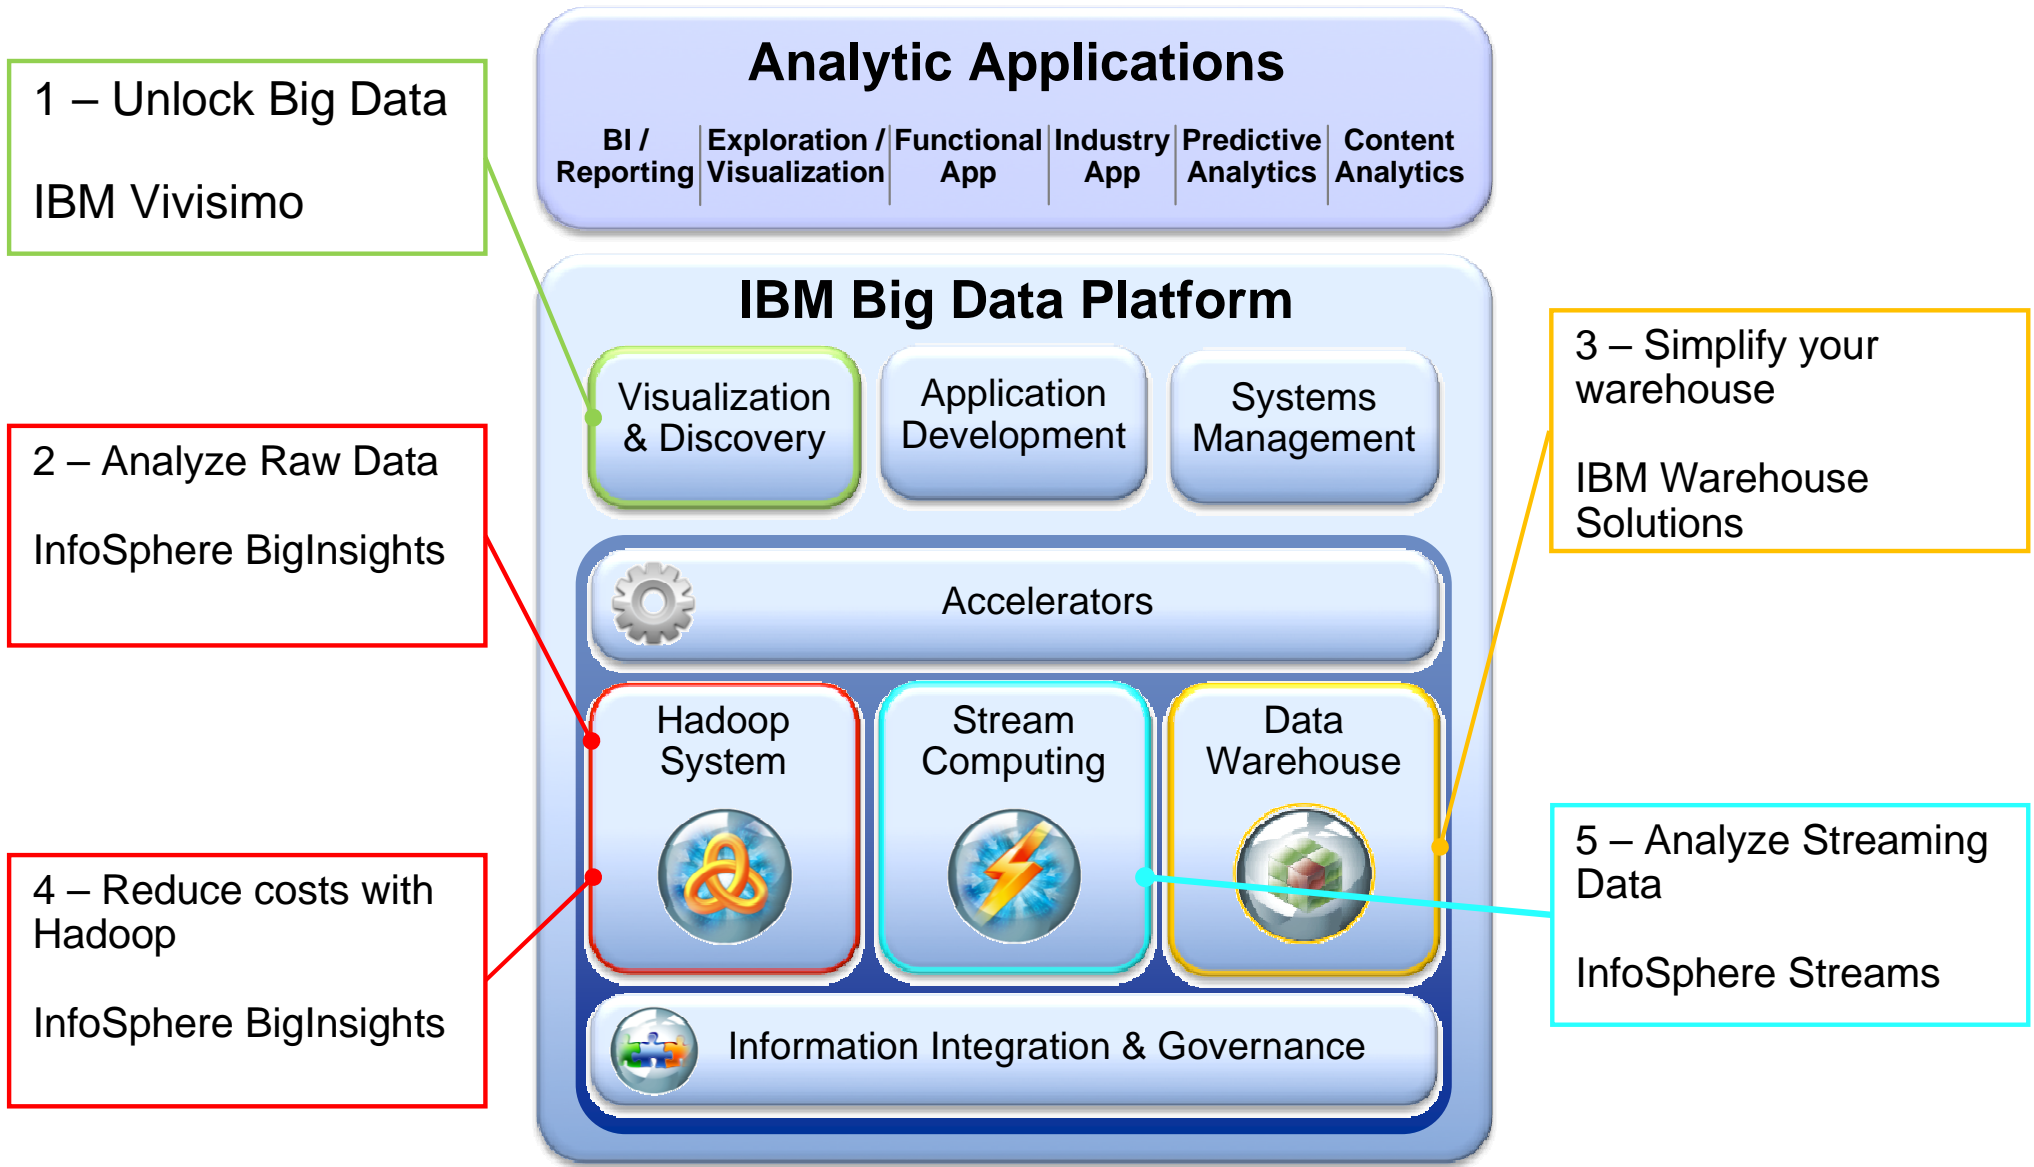 Analytic Applications
BI /
Reporting
Exploration /
Visualization
Functional
App
Industry
App
Predictive
Analytics
Content
Analytics
1 – Unlock Big Data
IBM Vivisimo
2 – Analyze Raw Data
InfoSphere BigInsights
4 – Reduce costs with
Hadoop
InfoSphere BigInsights
IBM Big Data Platform
Visualization
& Discovery
Application
Development
Systems
Management
Accelerators
Hadoop
System
Stream
Computing
Data
Warehouse
Information Integration & Governance
3 – Simplify your
warehouse
IBM Warehouse
Solutions
5 – Analyze Streaming
Data
InfoSphere Streams